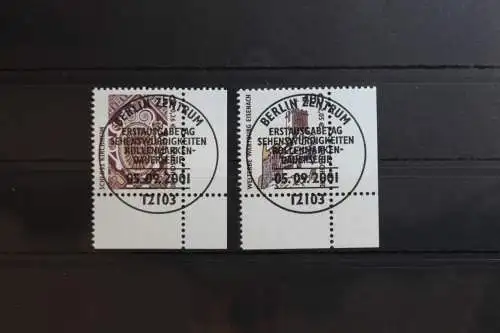 BERLIN ZENTRUM
ERSTAUSGABETAG
SEHENSWÜRDIGKEITEN
ROLLENMARKEN-
DAUERSERIE
05.09.2001
12103
BERLIN ZENTRUM
ERSTAUSGABETAG
SEHENSWÜRDIGKEITEN
ROLLENMARKEN-
DAUERSERIE
05.09.2001
12103
EISENACH